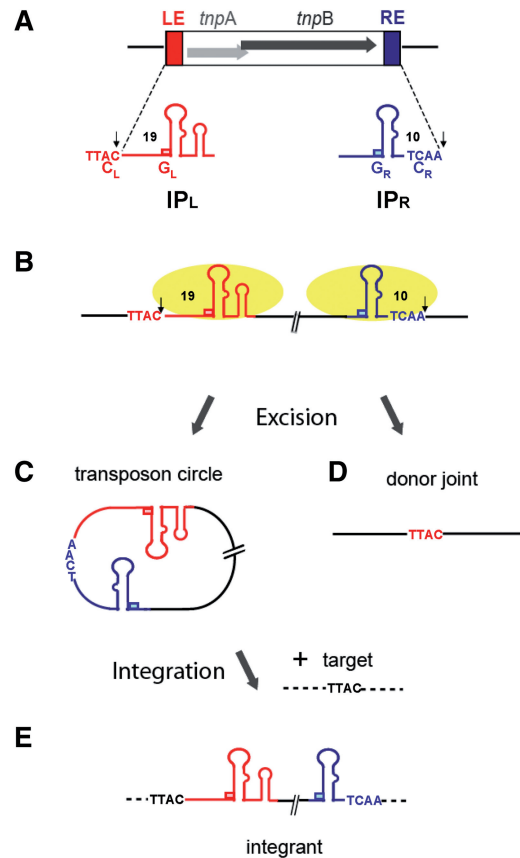 A
LE tnpA tnpB RE
19 10
TTAC TCAA
CL GL GR CR
IPL IPR
B
19 10
TTAC TCAA
Excision
C D
transposon circle donor joint
TTAC
AACT
Integration + target
TTAC
E
TTAC TCAA
integrant